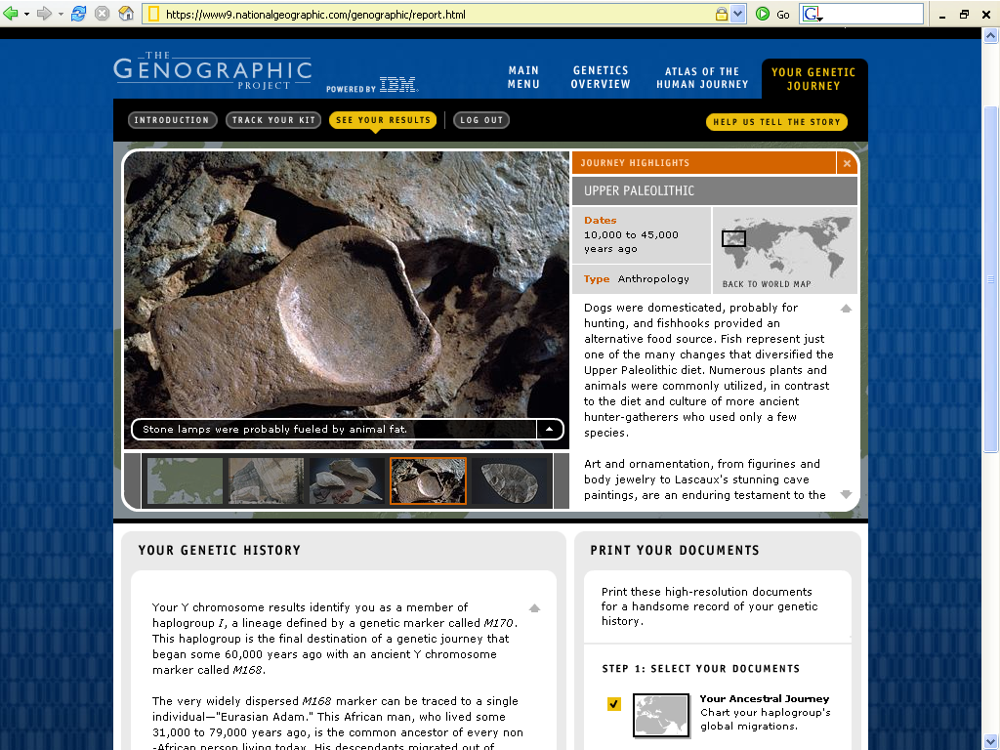 https://www9.nationalgeographic.com/genographic/report.html
Go
G
THE
GENOGRAPHIC
PROJECT
POWERED BY IBM
MAIN
MENU
GENETICS
OVERVIEW
ATLAS OF THE
HUMAN JOURNEY
YOUR GENETIC
JOURNEY
INTRODUCTION
TRACK YOUR KIT
SEE YOUR RESULTS
LOG OUT
HELP US TELL THE STORY
JOURNEY HIGHLIGHTS
UPPER PALEOLITHIC
Dates
10,000 to 45,000
years ago
Type Anthropology
BACK TO WORLD MAP
Dogs were domesticated, probably for
hunting, and fishhooks provided an
alternative food source. Fish represent just
one of the many changes that diversified the
Upper Paleolithic diet. Numerous plants and
animals were commonly utilized, in contrast
to the diet and culture of more ancient
hunter-gatherers who used only a few
species.
Art and ornamentation, from figurines and
body jewelry to Lascaux's stunning cave
paintings, are an enduring testament to the
Stone lamps were probably fueled by animal fat.
YOUR GENETIC HISTORY
Your Y chromosome results identify you as a member of
haplogroup I, a lineage defined by a genetic marker called M170.
This haplogroup is the final destination of a genetic journey that
began some 60,000 years ago with an ancient Y chromosome
marker called M168.
The very widely dispersed M168 marker can be traced to a single
individual—"Eurasian Adam." This African man, who lived some
31,000 to 79,000 years ago, is the common ancestor of every non
-African person living today. His descendants migrated out of
PRINT YOUR DOCUMENTS
Print these high-resolution documents
for a handsome record of your genetic
history.
STEP 1: SELECT YOUR DOCUMENTS
Your Ancestral Journey
Chart your haplogroup's
global migrations.